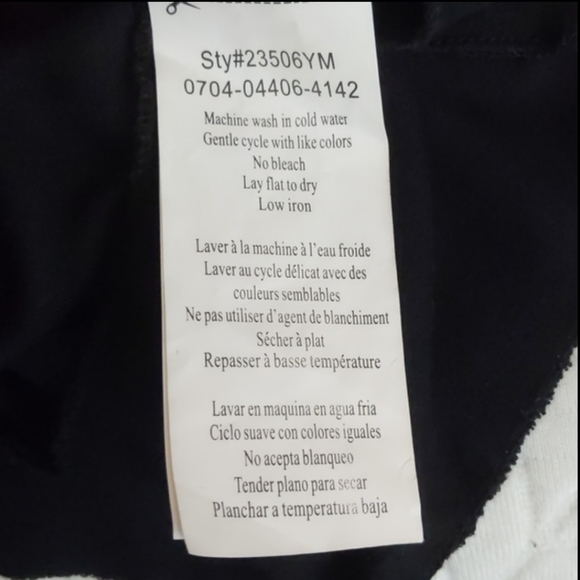 Sty#23506YM
0704-04406-4142
Machine wash in cold water
Gentle cycle with like colors
No bleach
Lay flat to dry
Low iron
Laver à la machine à l'eau froide
Laver au cycle délicat avec des
couleurs semblables
Ne pas utiliser d'agent de blanchiment
Sécher à plat
Repasser à basse température
Lavar en maquina en agua fria
Ciclo suave con colores iguales
No acepta blanqueo
Tender plano para secar
Planchar a temperatura baja